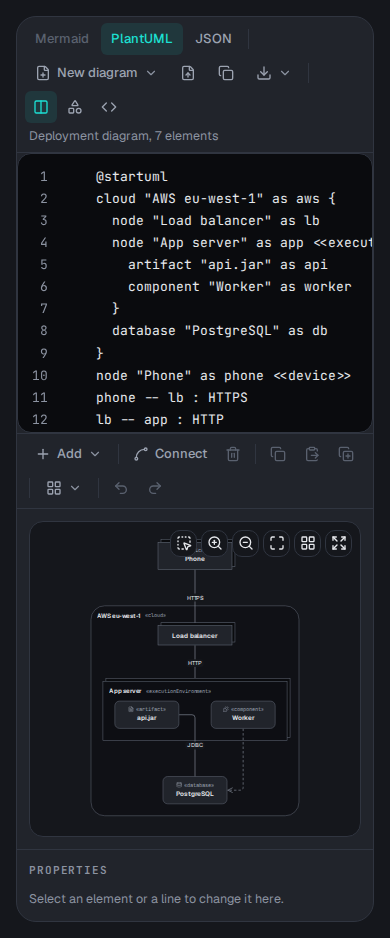 Mermaid PlantUML JSON
New diagram
Deployment diagram, 7 elements
1 @startuml
2 cloud "AWS eu-west-1" as aws {
3 node "Load balancer" as lb
4 node "App server" as app <<execut
5 artifact "api.jar" as api
6 component "Worker" as worker
7 }
8 database "PostgreSQL" as db
9 }
10 node "Phone" as phone <<device>>
11 phone -- lb : HTTPS
12 lb -- app : HTTP
Add Connect
Phone
HTTPS
AWS eu-west-1 «cloud»
Load balancer
HTTP
App server «executionEnvironment»
«artifact» «component»
api.jar Worker
JDBC
«database»
PostgreSQL
PROPERTIES
Select an element or a line to change it here.